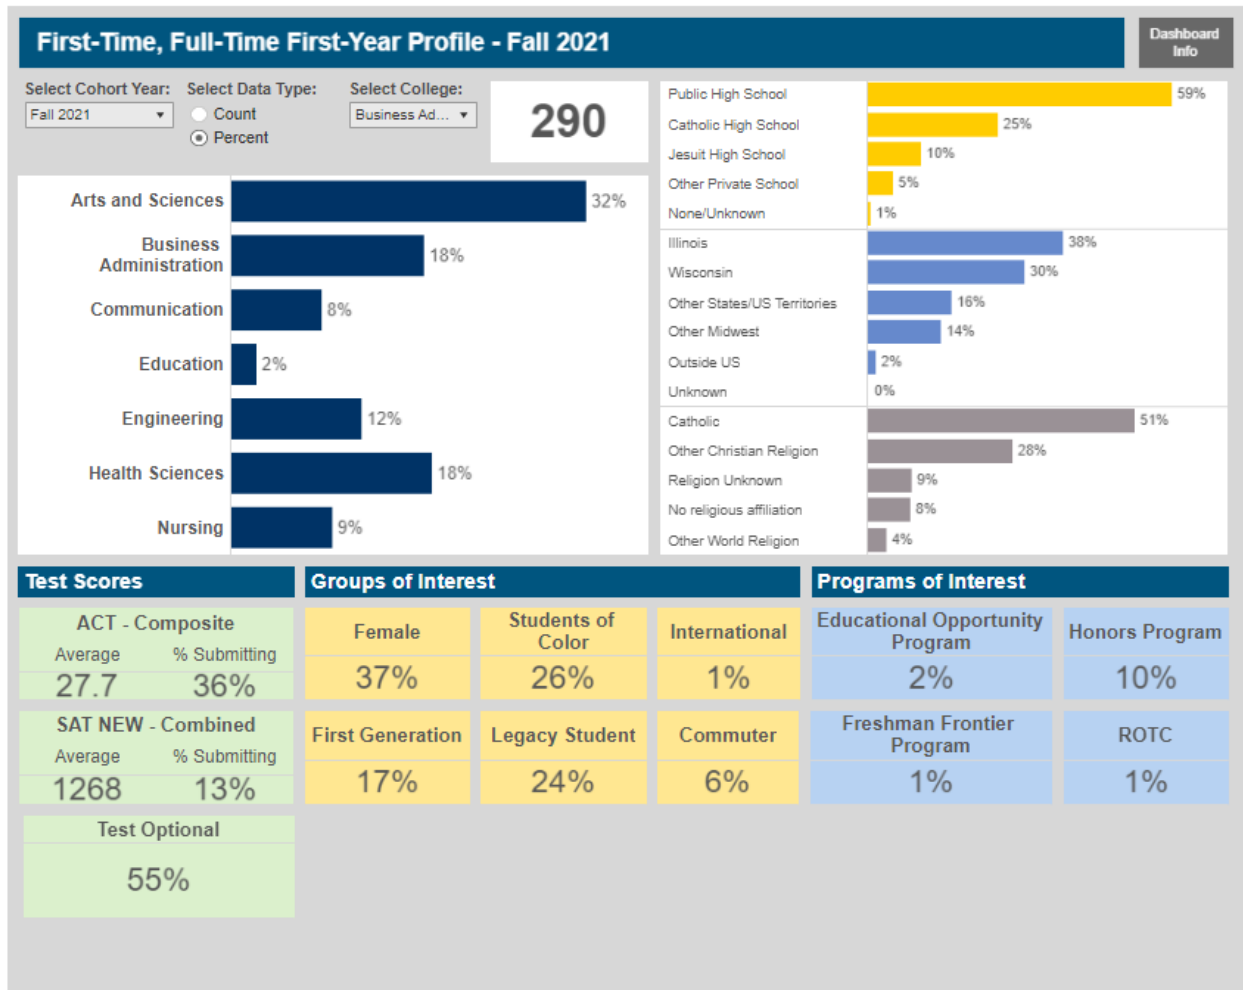 First-Time, Full-Time First-Year Profile - Fall 2021
Dashboard
Info
Select Cohort Year:
Fall 2021
Select Data Type:
Count
Percent
Select College:
Business Ad...
290
Arts and Sciences 32%
Business
Administration 18%
Communication 8%
Education 2%
Engineering 12%
Health Sciences 18%
Nursing 9%
Public High School 59%
Catholic High School 25%
Jesuit High School 10%
Other Private School 5%
None/Unknown 1%
Illinois 38%
Wisconsin 30%
Other States/US Territories 16%
Other Midwest 14%
Outside US 2%
Unknown 0%
Catholic 51%
Other Christian Religion 28%
Religion Unknown 9%
No religious affiliation 8%
Other World Religion 4%
Test Scores
ACT - Composite
Average % Submitting
27.7 36%
SAT NEW - Combined
Average % Submitting
1268 13%
Test Optional
55%
Groups of Interest
Female
37%
Students of
Color
26%
International
1%
First Generation
17%
Legacy Student
24%
Commuter
6%
Programs of Interest
Educational Opportunity
Program
2%
Honors Program
10%
Freshman Frontier
Program
1%
ROTC
1%